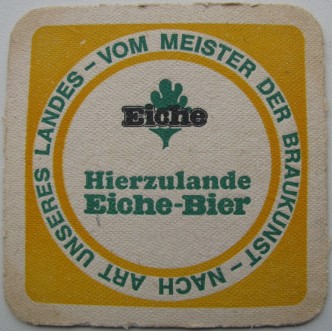 VOM MEISTER DER BRAUKUNST – NACH ART UNSERES LANDES –
Eiche
Hierzulande
Eiche-Bier